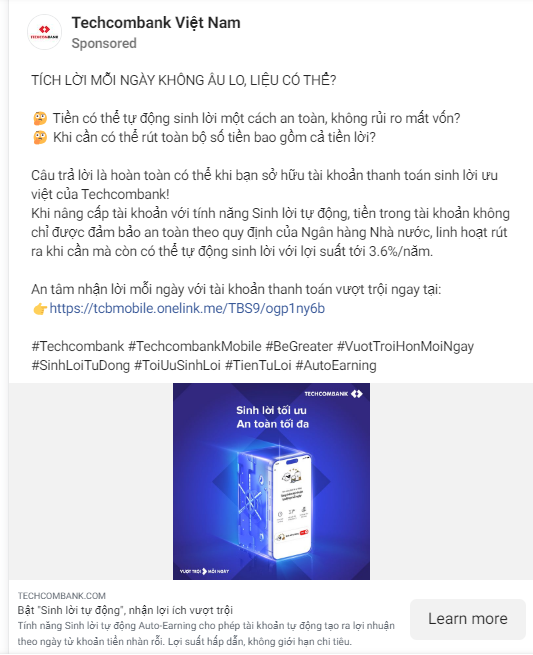 Techcombank Việt Nam
Sponsored
TÍCH LỜI MỖI NGÀY KHÔNG ÂU LO, LIỆU CÓ THỂ?
🤔 Tiền có thể tự động sinh lời một cách an toàn, không rủi ro mất vốn?
🤔 Khi cần có thể rút toàn bộ số tiền bao gồm cả tiền lời?
Câu trả lời là hoàn toàn có thể khi bạn sở hữu tài khoản thanh toán sinh lời ưu
việt của Techcombank!
Khi nâng cấp tài khoản với tính năng Sinh lời tự động, tiền trong tài khoản không
chỉ được đảm bảo an toàn theo quy định của Ngân hàng Nhà nước, linh hoạt rút
ra khi cần mà còn có thể tự động sinh lời với lợi suất tới 3.6%/năm.
An tâm nhận lời mỗi ngày với tài khoản thanh toán vượt trội ngay tại:
👉 https://tcbmobile.onelink.me/TBS9/ogp1ny6b
#Techcombank #TechcombankMobile #BeGreater #VuotTroiHonMoiNgay
#SinhLoiTuDong #ToiUuSinhLoi #TienTuLoi #AutoEarning
TECHCOMBANK
Sinh lời tối ưu
An toàn tối đa
VƯỢT TRỘI MỖI NGÀY
TECHCOMBANK.COM
Bật "Sinh lời tự động", nhận lợi ích vượt trội
Tính năng Sinh lời tự động Auto-Earning cho phép tài khoản tự động tạo ra lợi nhuận
theo ngày từ khoản tiền nhàn rỗi. Lợi suất hấp dẫn, không giới hạn chi tiêu.
Learn more